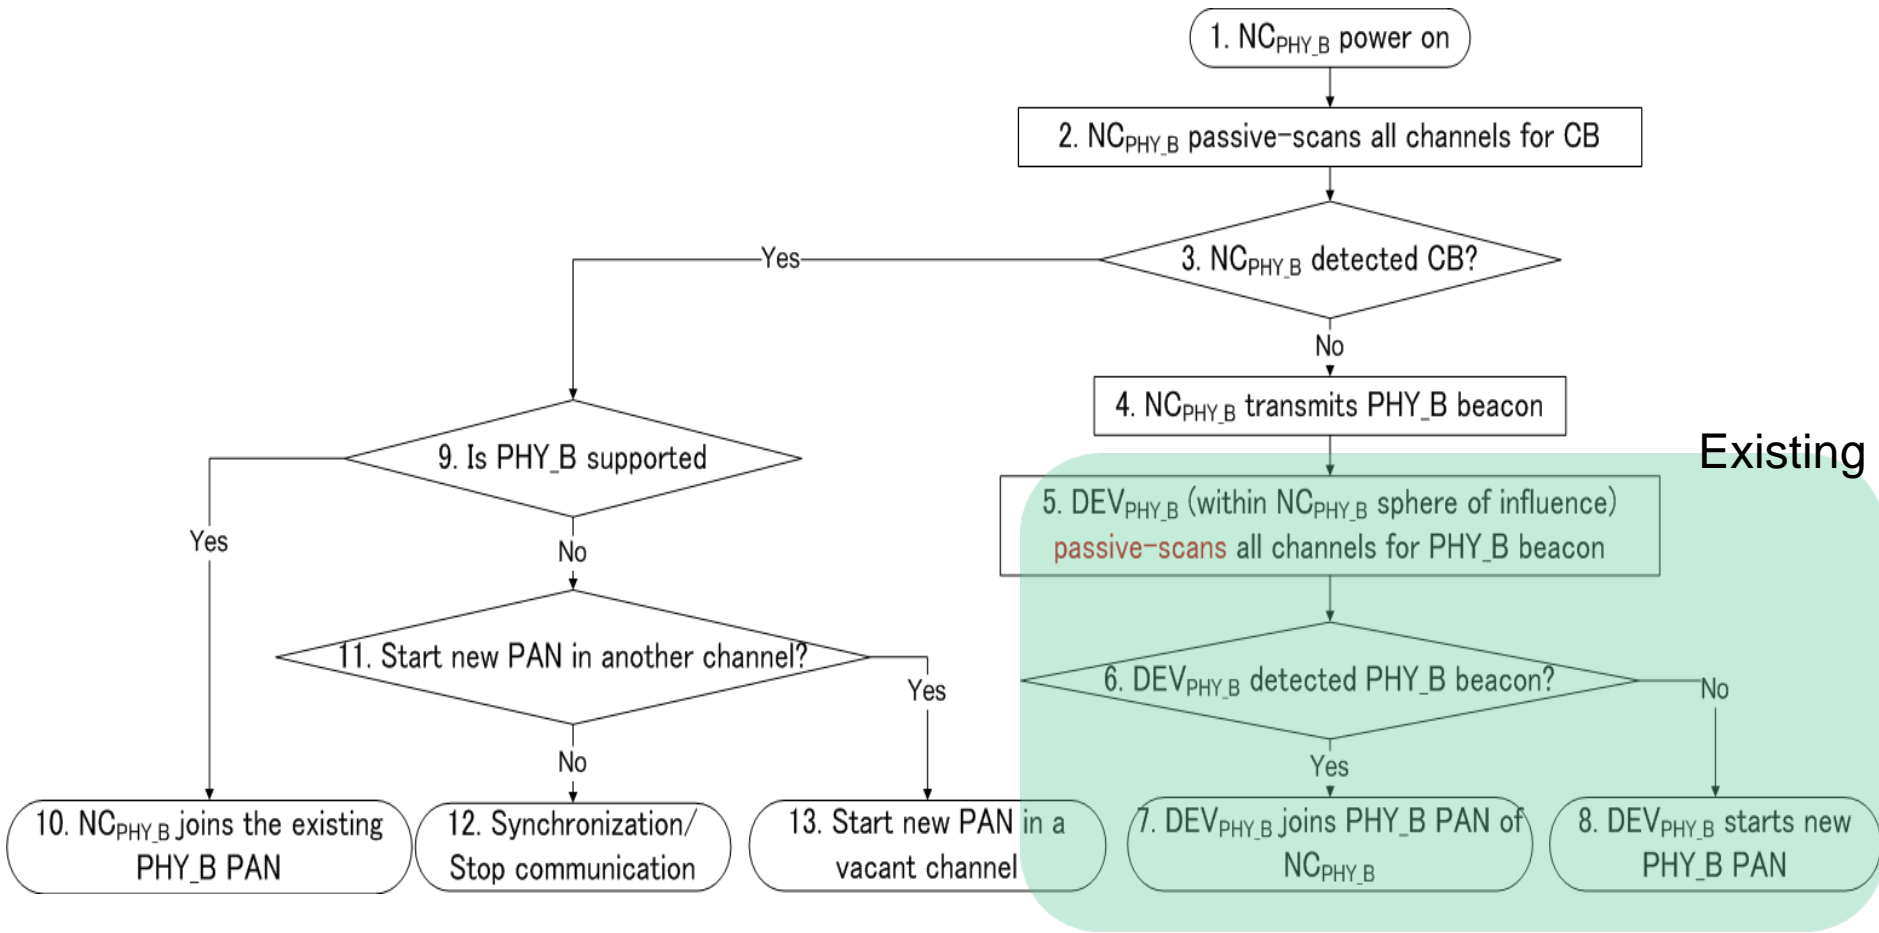 1. NCPHY_B power on
2. NCPHY_B passive-scans all channels for CB
3. NCPHY_B detected CB?
Yes
No
4. NCPHY_B transmits PHY_B beacon
Existing
5. DEVPHY_B (within NCPHY_B sphere of influence)
passive-scans all channels for PHY_B beacon
6. DEVPHY_B detected PHY_B beacon?
No
Yes
7. DEVPHY_B joins PHY_B PAN of
NCPHY_B
8. DEVPHY_B starts new
PHY_B PAN
9. Is PHY_B supported
Yes
No
10. NCPHY_B joins the existing
PHY_B PAN
11. Start new PAN in another channel?
Yes
No
12. Synchronization/
Stop communication
13. Start new PAN in a
vacant channel